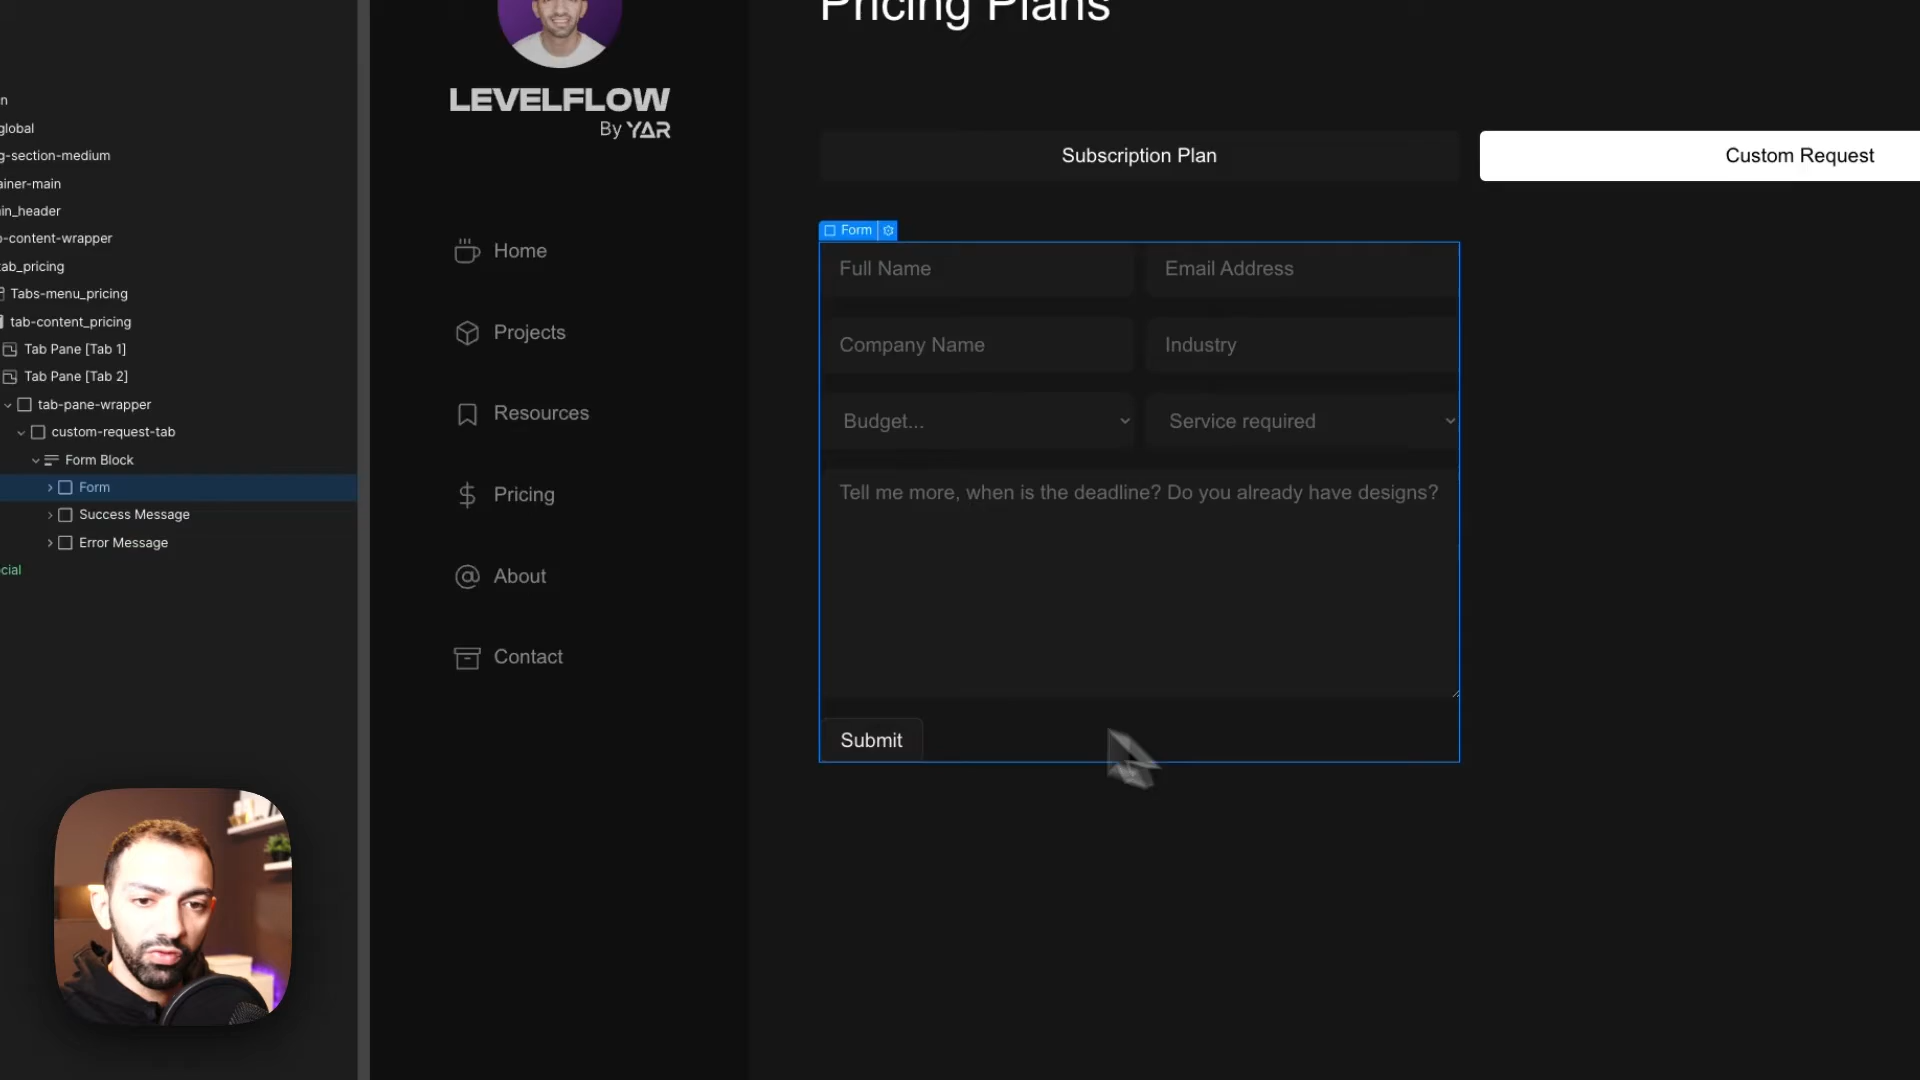 n
global
g-section-medium
ainer-main
in_header
o-content-wrapper
tab_pricing
Tabs-menu_pricing
tab-content_pricing
Tab Pane [Tab 1]
Tab Pane [Tab 2]
tab-pane-wrapper
custom-request-tab
Form Block
Form
Success Message
Error Message
cial
LEVELFLOW
By YAR
Home
Projects
Resources
Pricing
About
Contact
Pricing Plans
Subscription Plan
Custom Request
Form
Full Name
Email Address
Company Name
Industry
Budget...
Service required
Tell me more, when is the deadline? Do you already have designs?
Submit